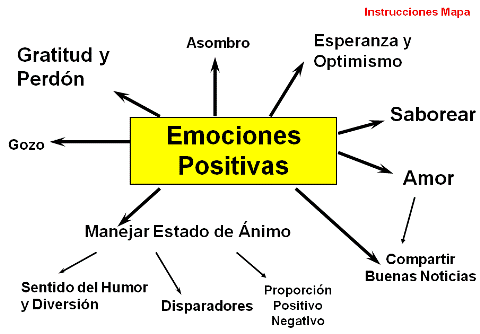 Instrucciones Mapa
Gratitud y
Perdón
Asombro
Esperanza y
Optimismo
Saborear
Emociones
Positivas
Gozo
Amor
Manejar Estado de Ánimo
Compartir
Buenas Noticias
Sentido del Humor
y Diversión
Disparadores
Proporción
Positivo
Negativo